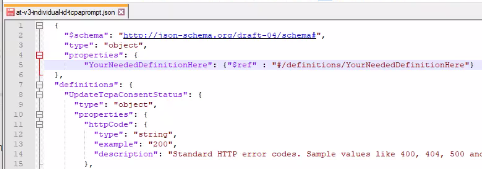 at-v3-individual-id-tcpaprompt.json
1 {
2 "$schema": "http://json-schema.org/draft-04/schema#",
3 "type": "object",
4 "properties": {
5 "YourNeededDefinitionHere": {"$ref" : "#/definitions/YourNeededDefinitionHere"}
6 },
7 "definitions": {
8 "UpdateTcpaConsentStatus": {
9 "type": "object",
10 "properties": {
11 "httpCode": {
12 "type": "string",
13 "example": "200",
14 "description": "Standard HTTP error codes. Sample values like 400, 404, 500 and
15 },